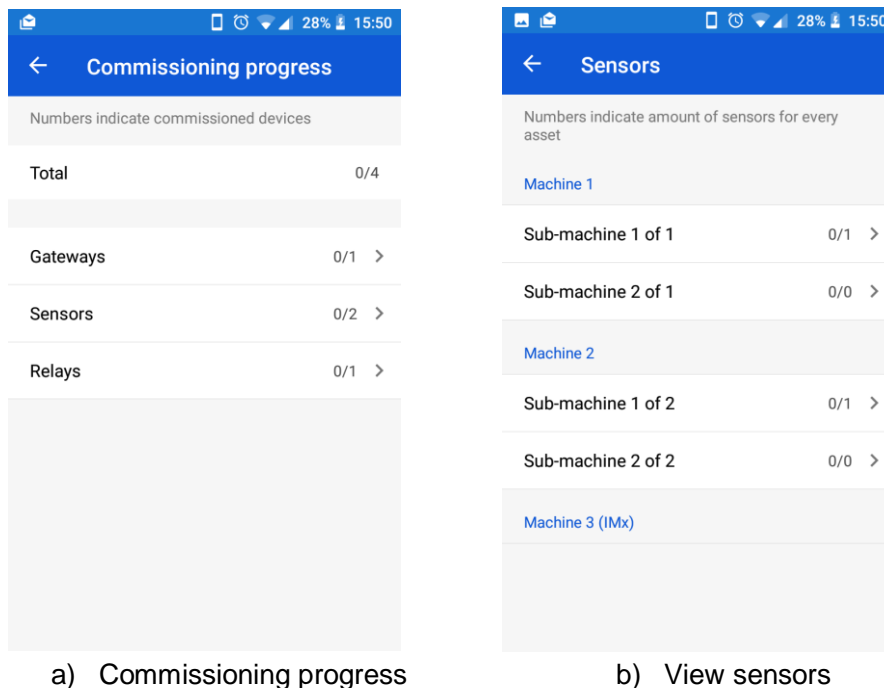 28% 15:50
Commissioning progress
Numbers indicate commissioned devices
Total 0/4
Gateways 0/1
Sensors 0/2
Relays 0/1
a) Commissioning progress
28% 15:50
Sensors
Numbers indicate amount of sensors for every
asset
Machine 1
Sub-machine 1 of 1 0/1
Sub-machine 2 of 1 0/0
Machine 2
Sub-machine 1 of 2 0/1
Sub-machine 2 of 2 0/0
Machine 3 (IMx)
b) View sensors